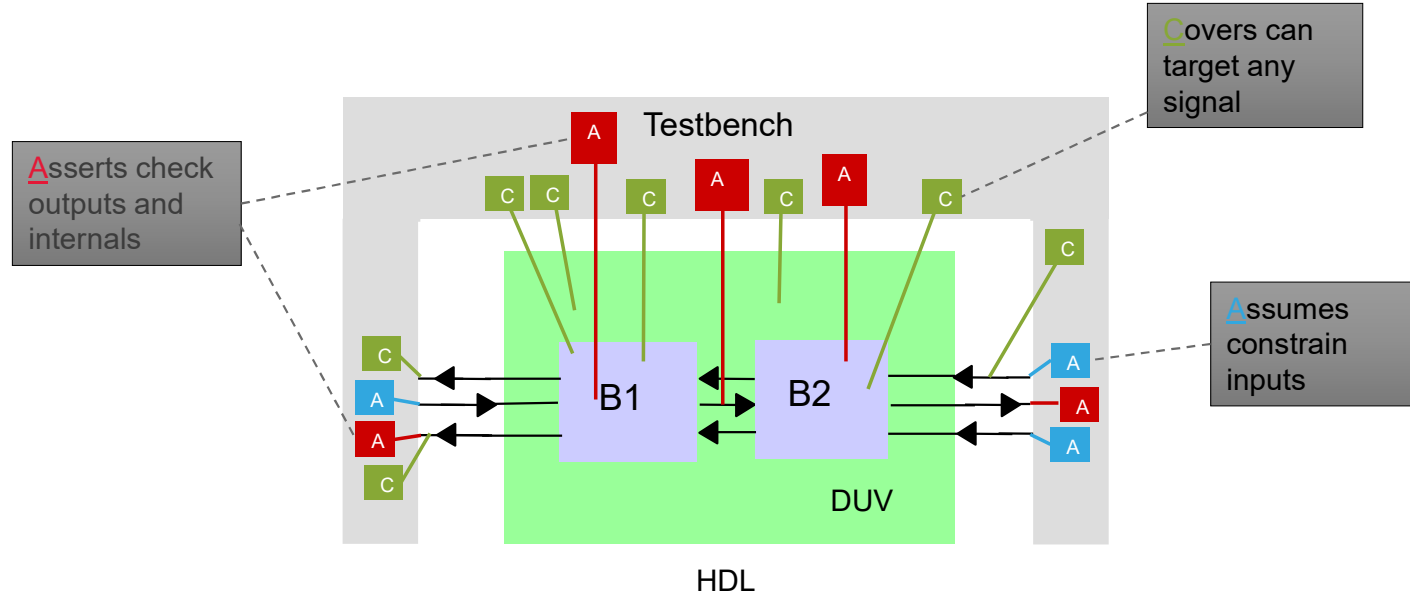 Covers can
target any
signal
Testbench
A
Asserts check
outputs and
internals
A
A
C
C
C
C
C
C
Assumes
constrain
inputs
C
A
A
B1
B2
A
A
A
C
DUV
HDL